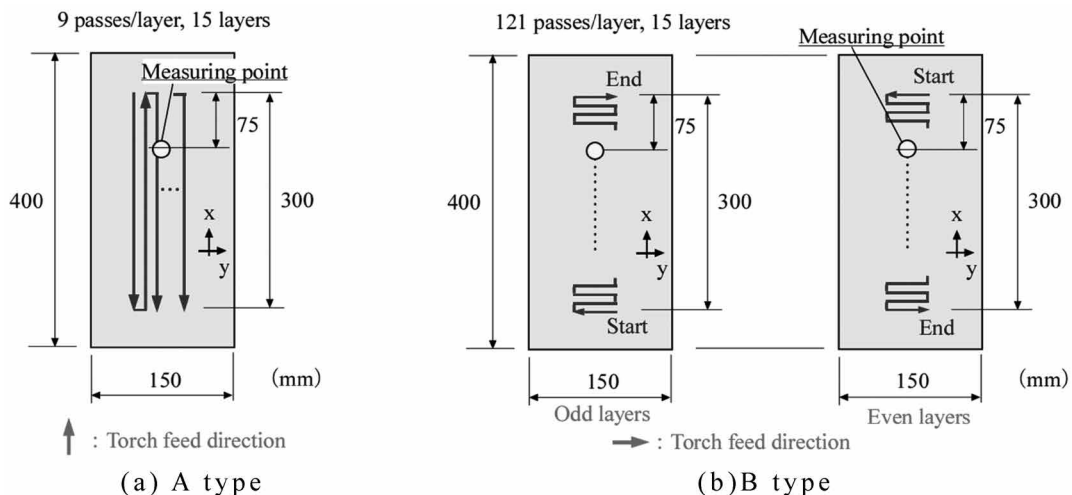 9 passes/layer, 15 layers
Measuring point
75
400
300
x
y
150
(mm)
: Torch feed direction
(a) A type
121 passes/layer, 15 layers
Measuring point
End
75
400
300
x
y
Start
150
Odd layers
Start
75
300
x
y
End
150
(mm)
Even layers
: Torch feed direction
(b)B type